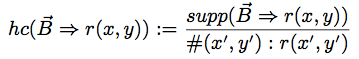 hc(B⃗ ⇒ r(x, y)) := supp(B⃗ ⇒ r(x, y)) / #(x′, y′) : r(x′, y′)